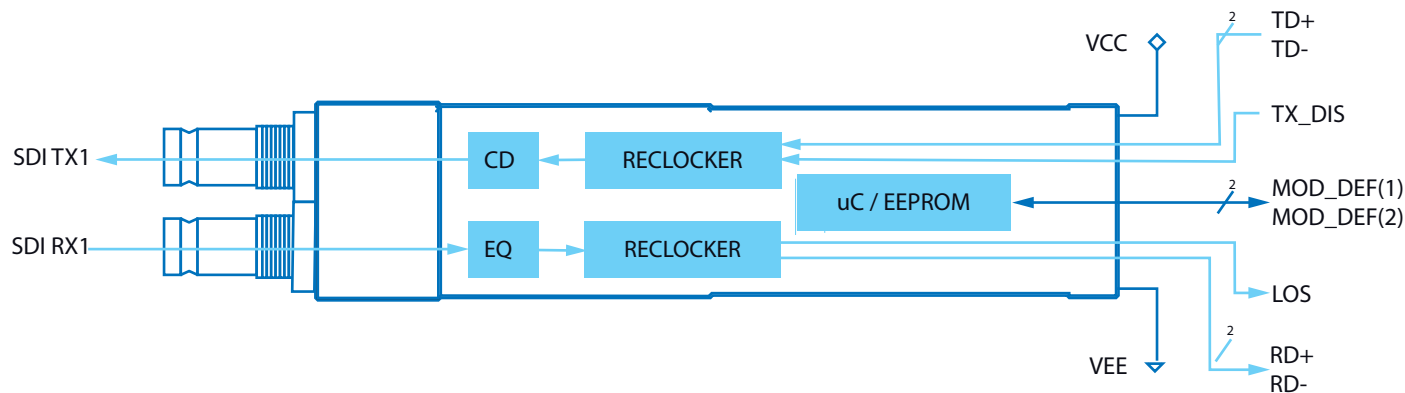 2
TD+
TD-
VCC
TX_DIS
SDI TX1
CD
RECLOCKER
uC / EEPROM
2
MOD_DEF(1)
MOD_DEF(2)
SDI RX1
EQ
RECLOCKER
LOS
2
VEE
RD+
RD-